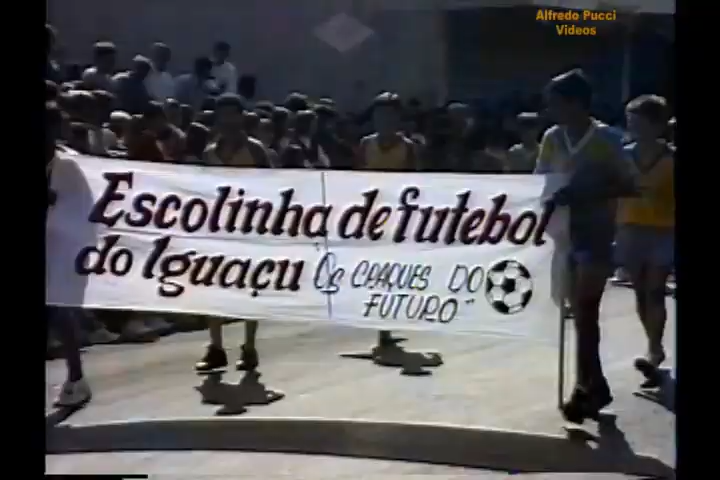 Alfredo Pucci
Videos
Escolinha de futebol
do Iguaçu "Os CRAQUES DO
FUTURO"